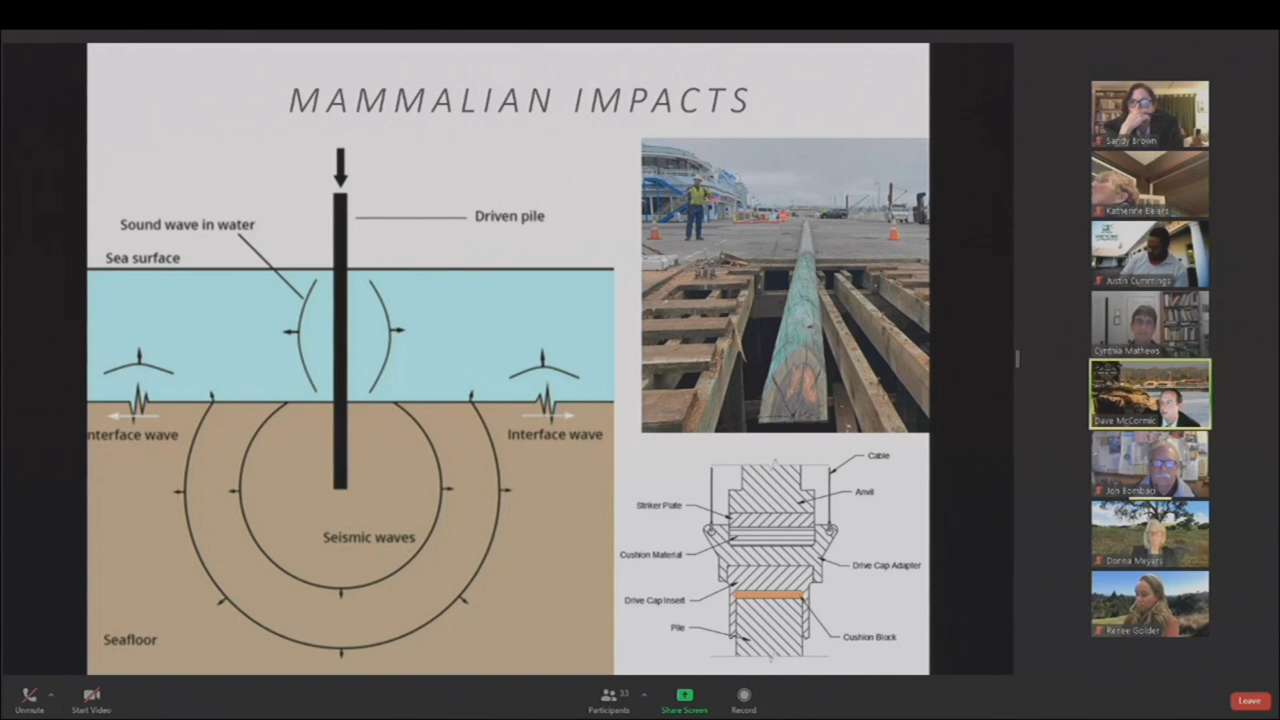 MAMMALIAN IMPACTS
Driven pile
Sound wave in water
Sea surface
nterface wave
Interface wave
Seismic waves
Seafloor
Cable
Anvil
Striker Plate
Cushion Material
Drive Cap Adapter
Drive Cap Insert
Pile
Cushion Block
Sandy Brown
Katherine Beiers
Justin Cummings
Cynthia Mathews
Dave McCormic
Jon Bombaci
Donna Meyers
Renee Golder
Unmute
Start Video
Participants
33
Share Screen
Record
Leave